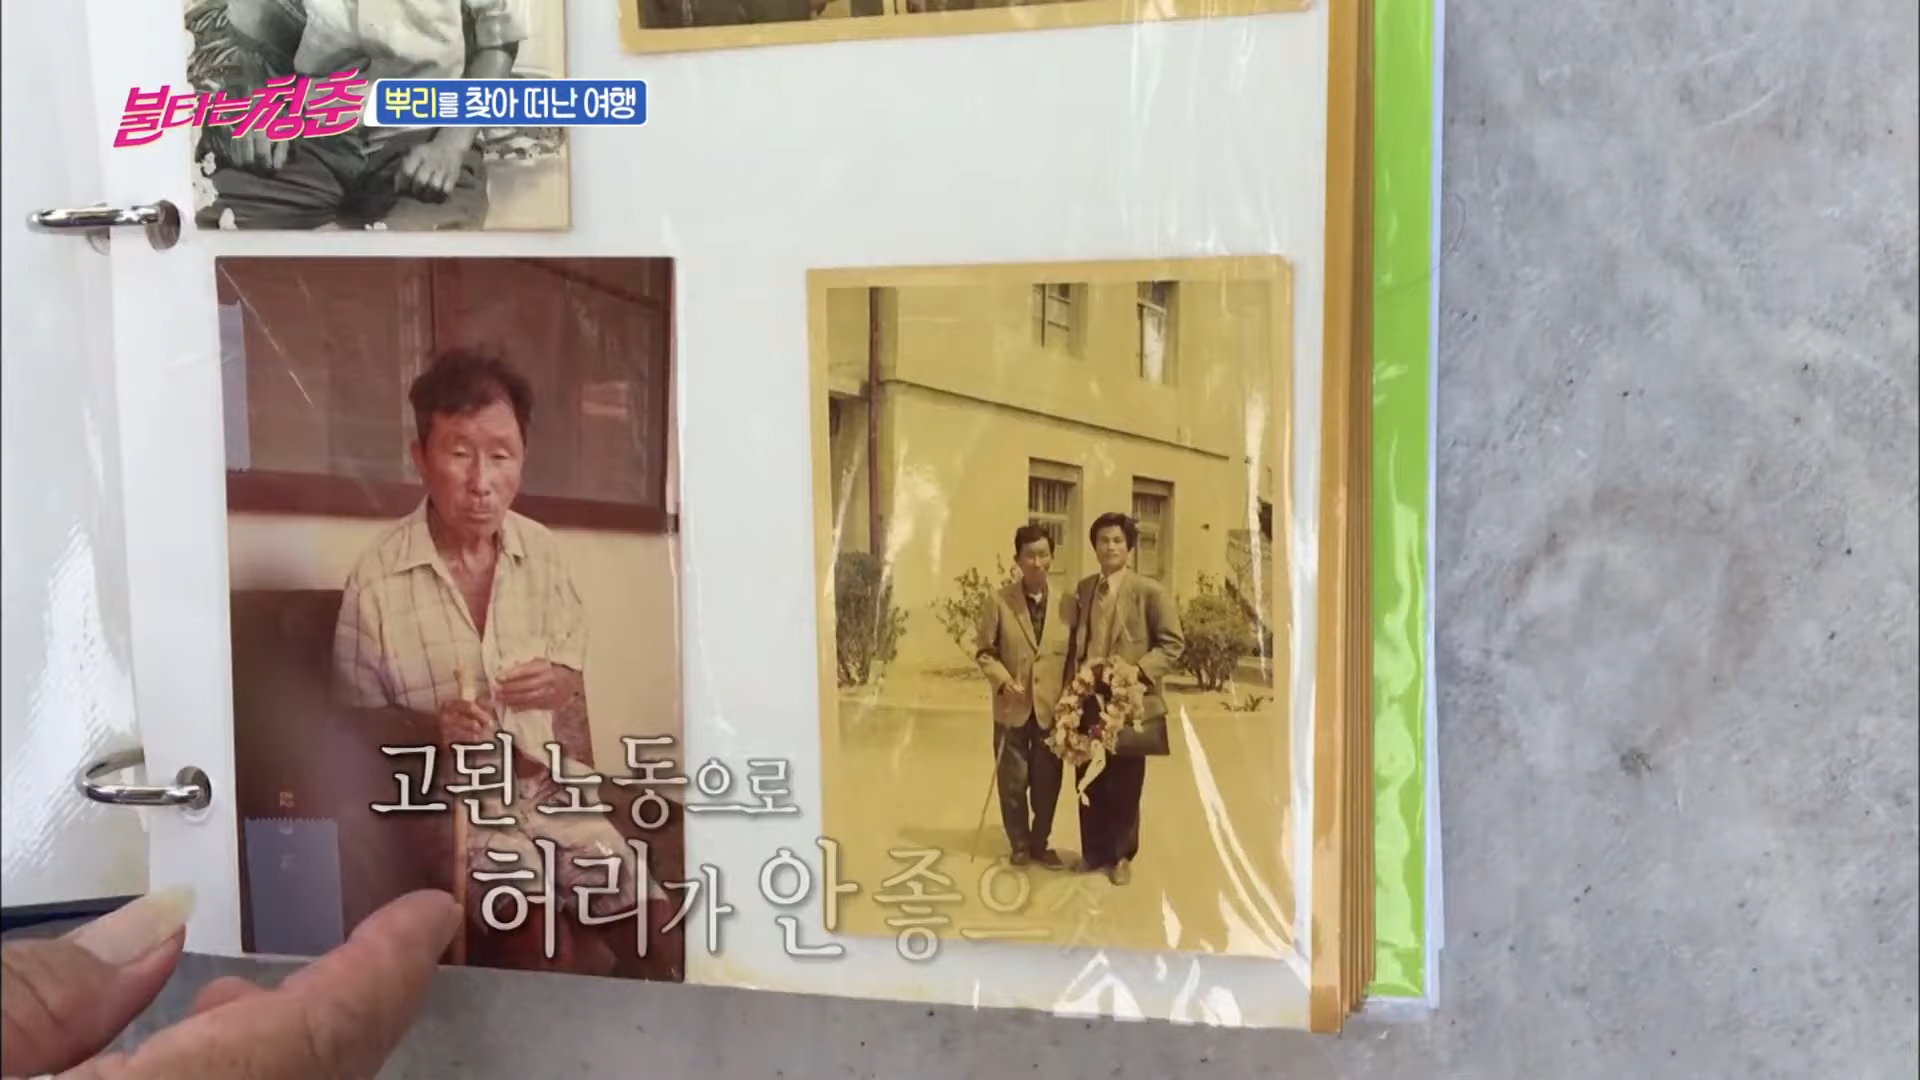 불타는 청춘
뿌리를 찾아 떠난 여행
고된 노동으로
허리가 안 좋으